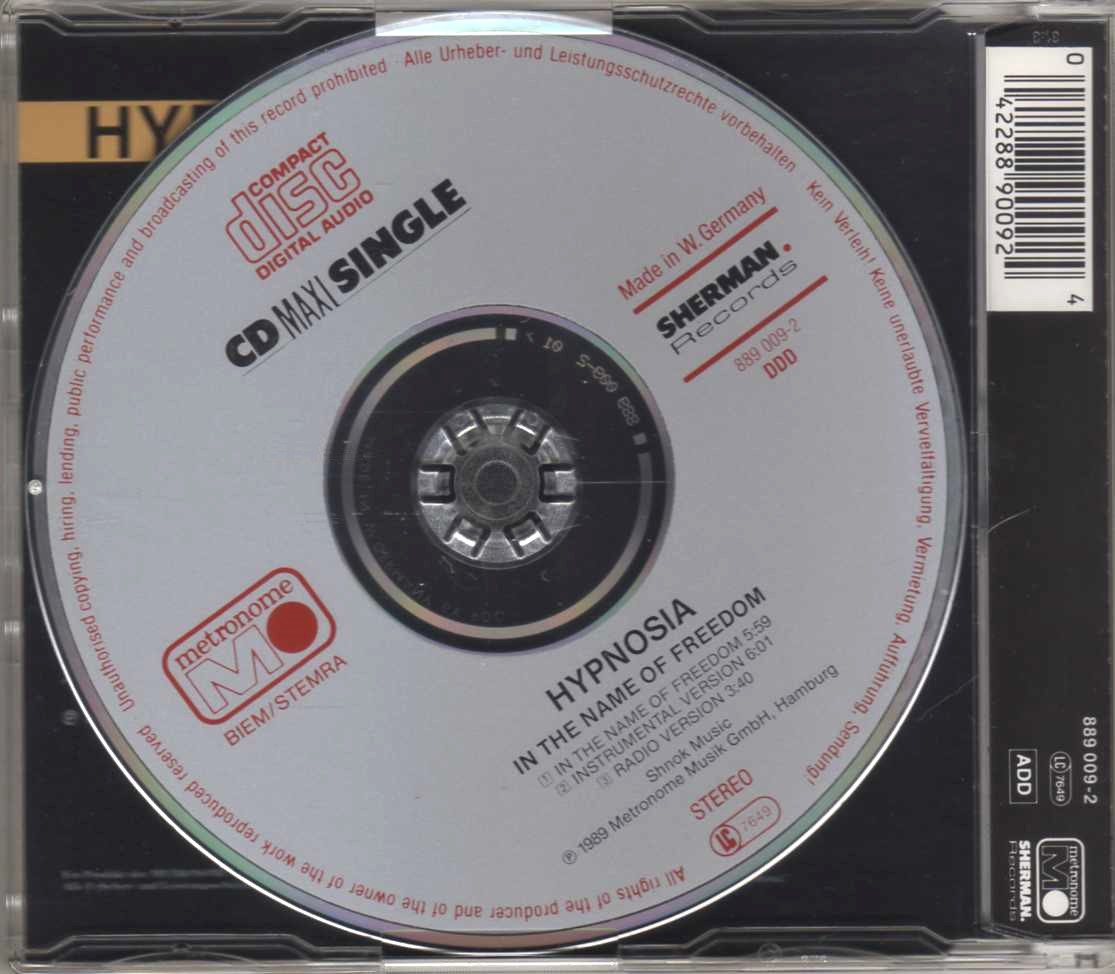 HYP
Unauthorised copying, hiring, lending, public performance and broadcasting of this record prohibited · Alle Urheber- und Leistungsschutzrechte vorbehalten · Kein Verleih! Keine unerlaubte Vervielfältigung, Vermietung, Aufführung, Sendung!
All rights of the producer and of the owner of the work reproduced reserved ·
COMPACT
disc
DIGITAL AUDIO
CD MAXI SINGLE
Made in W. Germany
SHERMAN.
Records
889 009-2
DDD
metronome
M
BIEM/STEMRA
HYPNOSIA
IN THE NAME OF FREEDOM
1 IN THE NAME OF FREEDOM 5:59
2 INSTRUMENTAL VERSION 6:01
3 RADIO VERSION 3:40
Shnok Music
℗ 1989 Metronome Musik GmbH, Hamburg
STEREO
LC 7649
0 42288 90092 4
889 009-2
LC 7649
ADD
metronome
M
SHERMAN.
Records